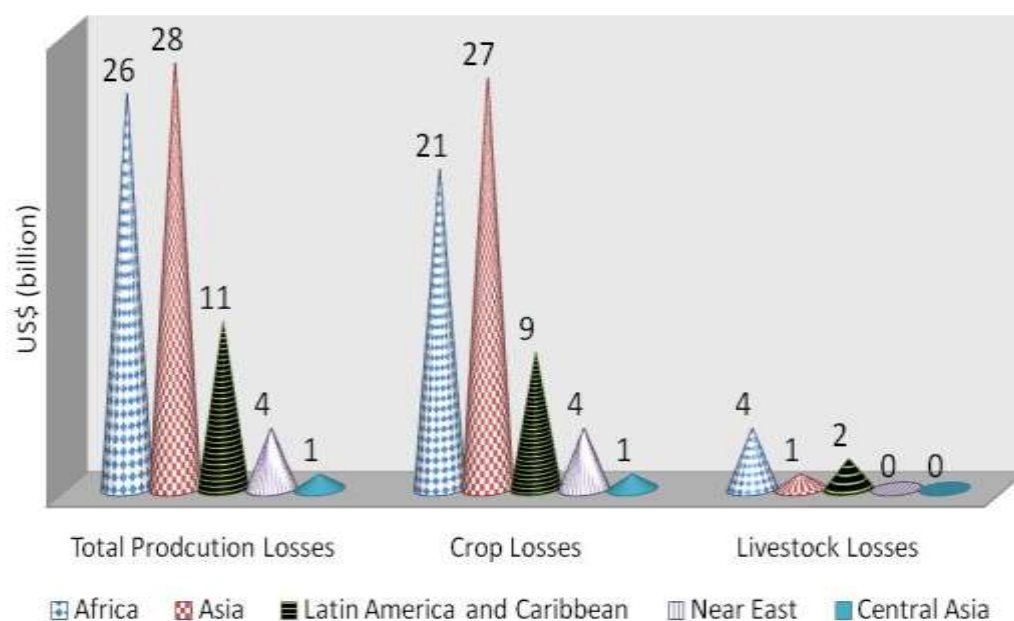 US$ (billion)
26 28 11 4 1
21 27 9 4 1
4 1 2 0 0
Total Prodcution Losses Crop Losses Livestock Losses
Africa Asia Latin America and Caribbean Near East Central Asia